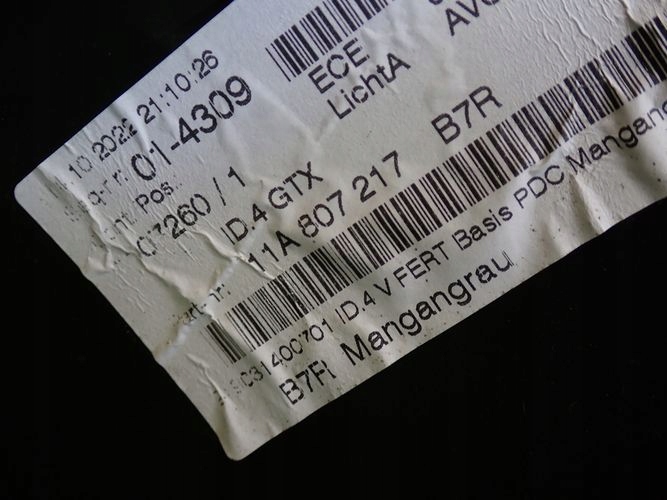 10 2022 21:10:26
01-4309
Pos.
07260 / 1
ECE
LichtA
ID.4 GTX
11A 807 217 B7R
031400701 ID.4 V FERT Basis PDC Mangang
B7R Mangangrau